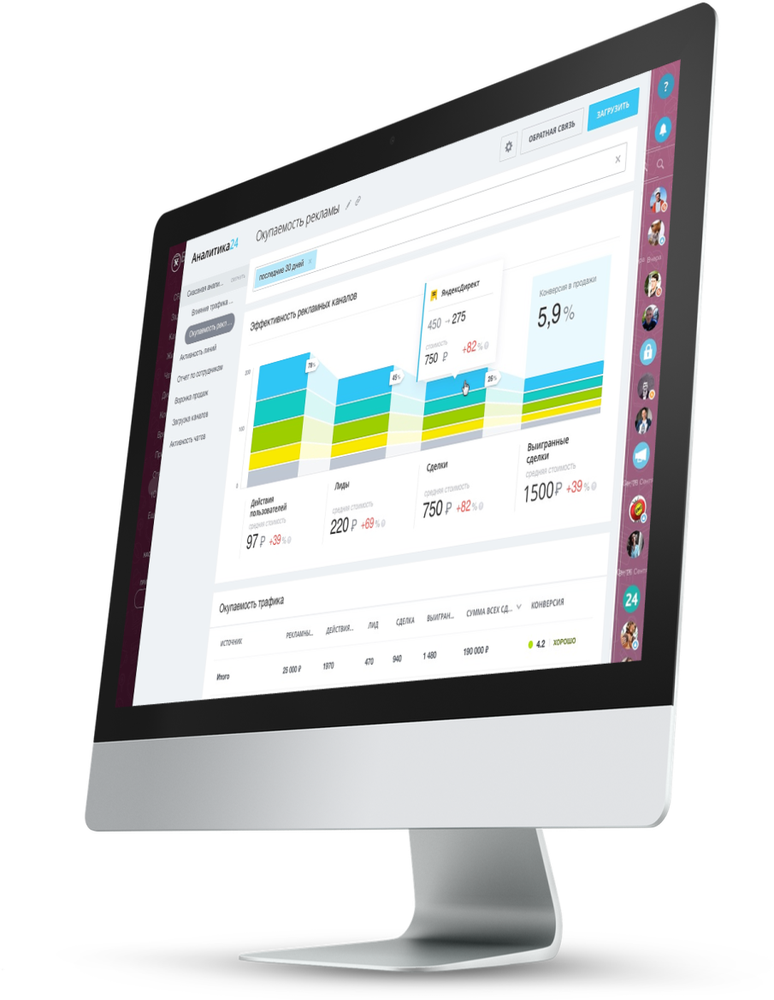 ОБРАТНАЯ СВЯЗЬ
ЗАГРУЗИТЬ
?
Аналитика24
Окупаемость рекламы
последние 30 дней ×
X
Сквозная анали...
Влияние трафика ...
Окупаемость рекл...
Активность линий
Отчет по сотрудникам
Воронка продаж
Загрузка каналов
Активность чатов
Эффективность рекламных каналов
ЯндексДирект
450 → 275
стоимость
750 ₽ +82%
Конверсия в продажи
5,9%
200
100
0
78%
45%
26%
Действия пользователей
средняя стоимость
97 ₽ +39%
Лиды
средняя стоимость
220 ₽ +69%
Сделки
средняя стоимость
750 ₽ +82%
Выигранные сделки
средняя стоимость
1500₽ +39%
Окупаемость трафика
ИСТОЧНИК РЕКЛАМНЫ... ДЕЙСТВИЯ... ЛИД СДЕЛКА ВЫИГРАН... СУММА ВСЕХ СД... КОНВЕРСИЯ
Итого 25 000 ₽ 1970 470 940 1 480 190 000 ₽ 4.2 ХОРОШО
Вчера
24